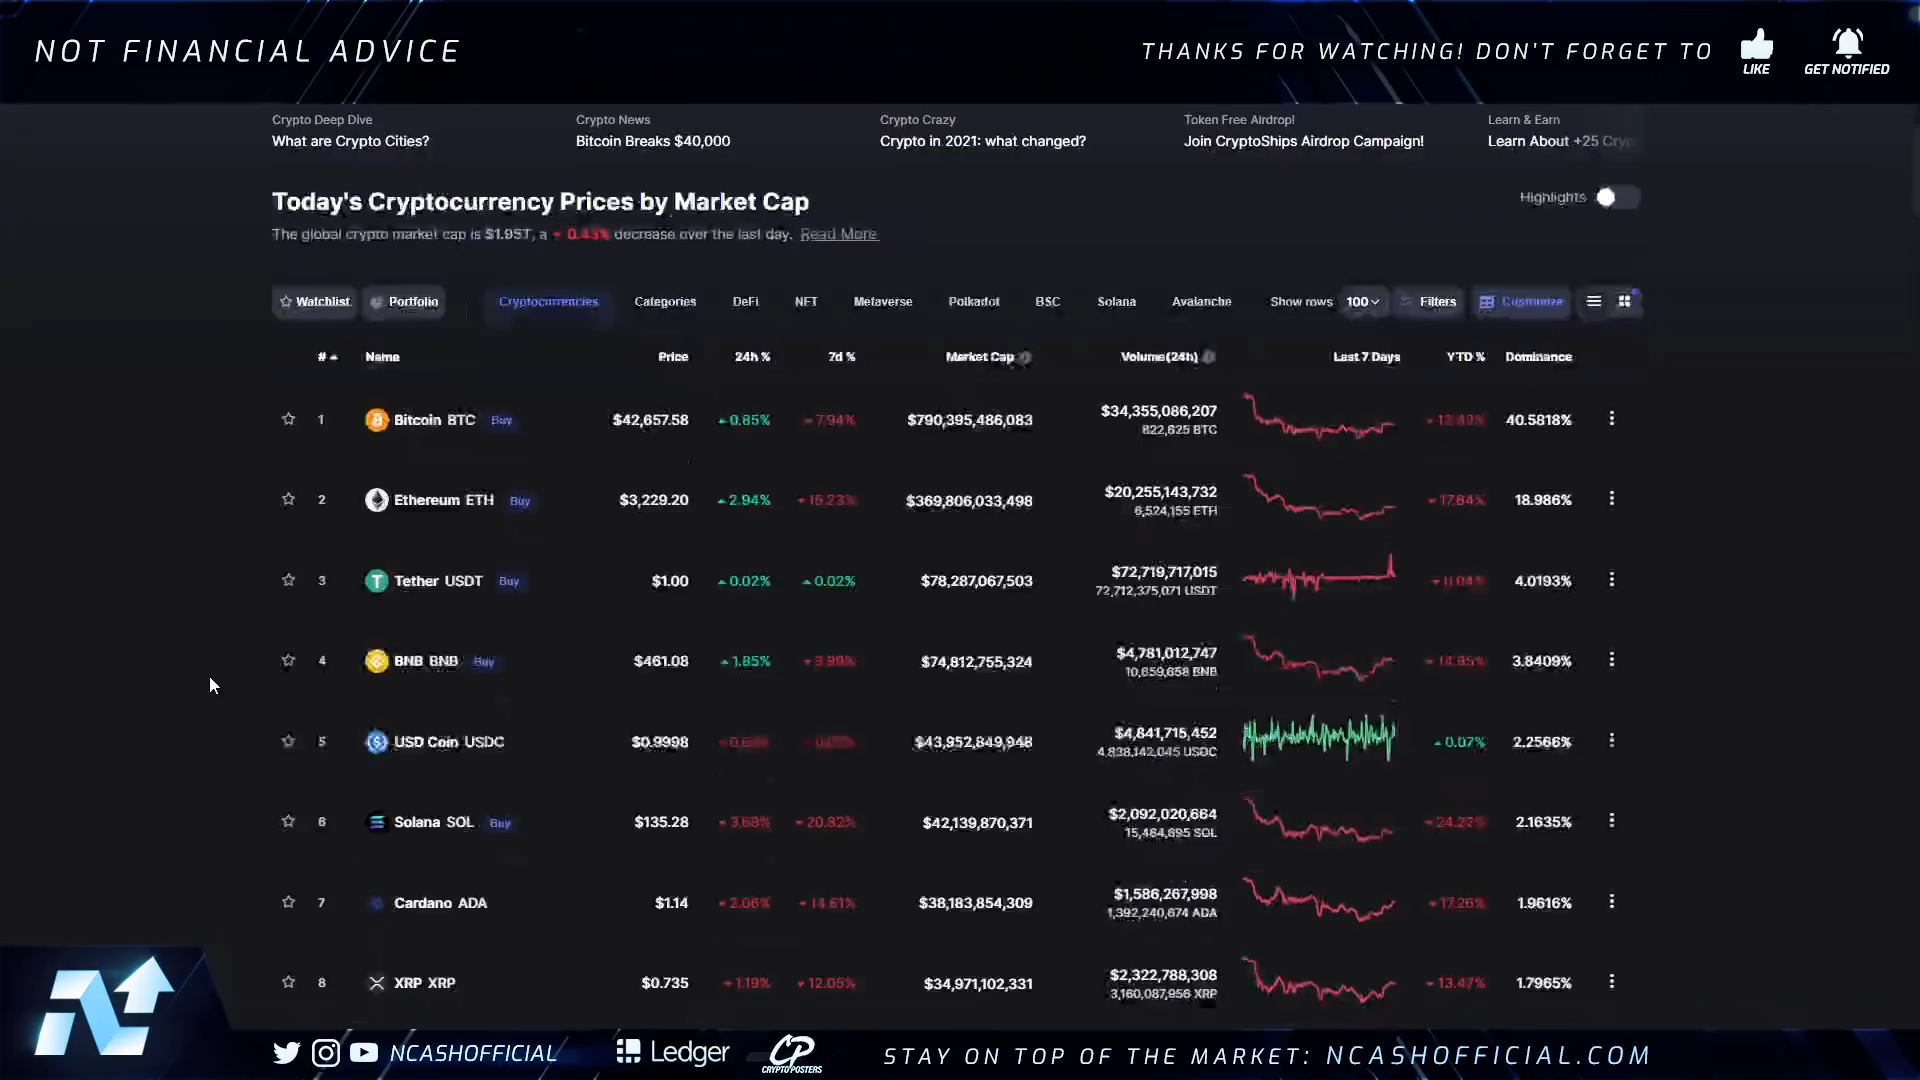 NOT FINANCIAL ADVICE
THANKS FOR WATCHING! DON'T FORGET TO
LIKE
GET NOTIFIED
Crypto Deep Dive
What are Crypto Cities?
Crypto News
Bitcoin Breaks $40,000
Crypto Crazy
Crypto in 2021: what changed?
Token Free Airdrop!
Join CryptoShips Airdrop Campaign!
Learn & Earn
Learn About +25
Today's Cryptocurrency Prices by Market Cap
Highlights
The global crypto market cap is $1.95T, a 0.43% decrease over the last day. Read More
Watchlist Portfolio Cryptocurrencies Categories DeFi NFT Metaverse Polkadot BSC Solana Avalanche Show rows 100 Filters Customize
# Name Price 24h % 7d % Market Cap Volume(24h) Last 7 Days YTD % Dominance
1 Bitcoin BTC Buy $42,657.58 0.85% 7.94% $790,395,486,083 $34,355,086,207 40.5818%
822,625 BTC
2 Ethereum ETH Buy $3,229.20 2.94% 15.23% $369,806,033,498 $20,255,143,732 17.64% 18.986%
6,524,155 ETH
3 Tether USDT Buy $1.00 0.02% 0.02% $78,287,067,503 $72,719,717,015 4.0193%
72,712,375,071 USDT
4 BNB BNB Buy $461.08 1.85% $74,812,755,324 $4,781,012,747 3.8409%
10,659,658 BNB
5 USD Coin USDC $0.9998 $43,952,849,948 $4,841,715,452 0.07% 2.2566%
4,838,142,045 USDC
6 Solana SOL Buy $135.28 3.68% 20.82% $42,139,870,371 $2,092,020,664 2.1635%
15,464,695 SOL
7 Cardano ADA $1.14 2.06% 14.61% $38,183,854,309 $1,586,267,998 17.26% 1.9616%
1,392,240,674 ADA
8 XRP XRP $0.735 1.19% 12.05% $34,971,102,331 $2,322,788,308 13.47% 1.7965%
3,160,087,956 XRP
NCASHOFFICIAL
Ledger
CP
CRYPTOPOSTERS
STAY ON TOP OF THE MARKET: NCASHOFFICIAL.COM